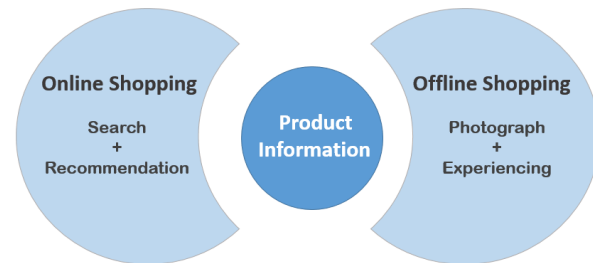 Online Shopping
Search
+
Recommendation
Product
Information
Offline Shopping
Photograph
+
Experiencing